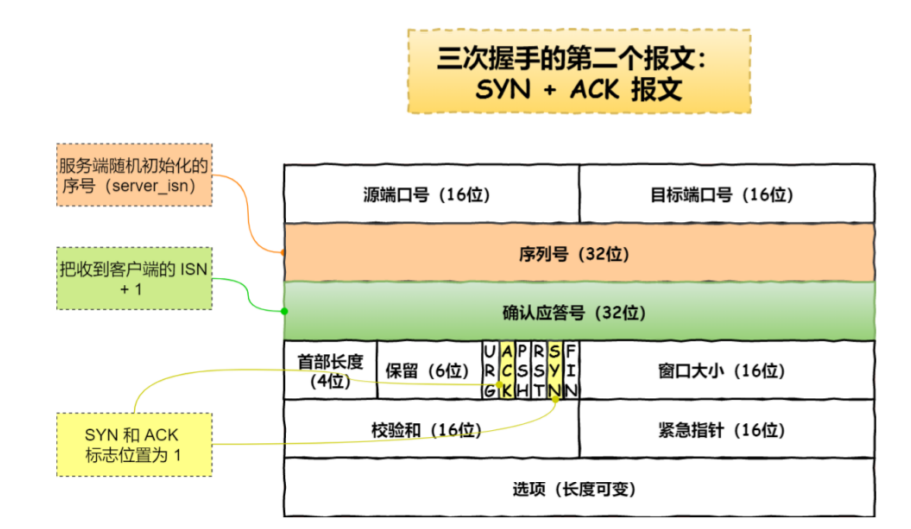 三次握手的第二个报文：
SYN + ACK 报文
服务端随机初始化的
序号（server_isn）
源端口号（16位）
目标端口号（16位）
序列号（32位）
把收到客户端的 ISN
+ 1
确认应答号（32位）
首部长度
（4位）
保留（6位）
URG
ACK
PSH
RST
SYN
FIN
窗口大小（16位）
SYN 和 ACK
标志位置为 1
校验和（16位）
紧急指针（16位）
选项（长度可变）